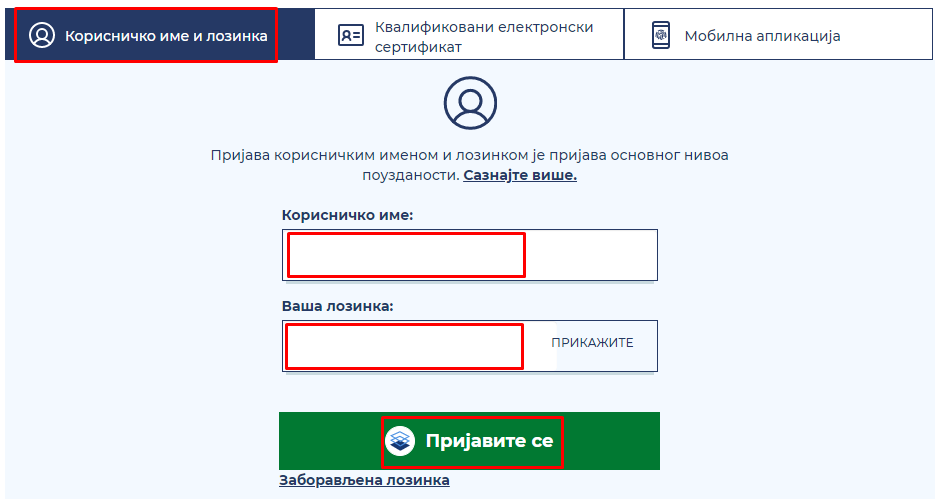 Корисничко име и лозинка
Квалификовани електронски
сертификат
Мобилна апликација
Пријава корисничким именом и лозинком је пријава основног нивоа
поузданости. Сазнајте више.
Корисничко име:
Ваша лозинка:
ПРИКАЖИТЕ
Пријавите се
Заборављена лозинка